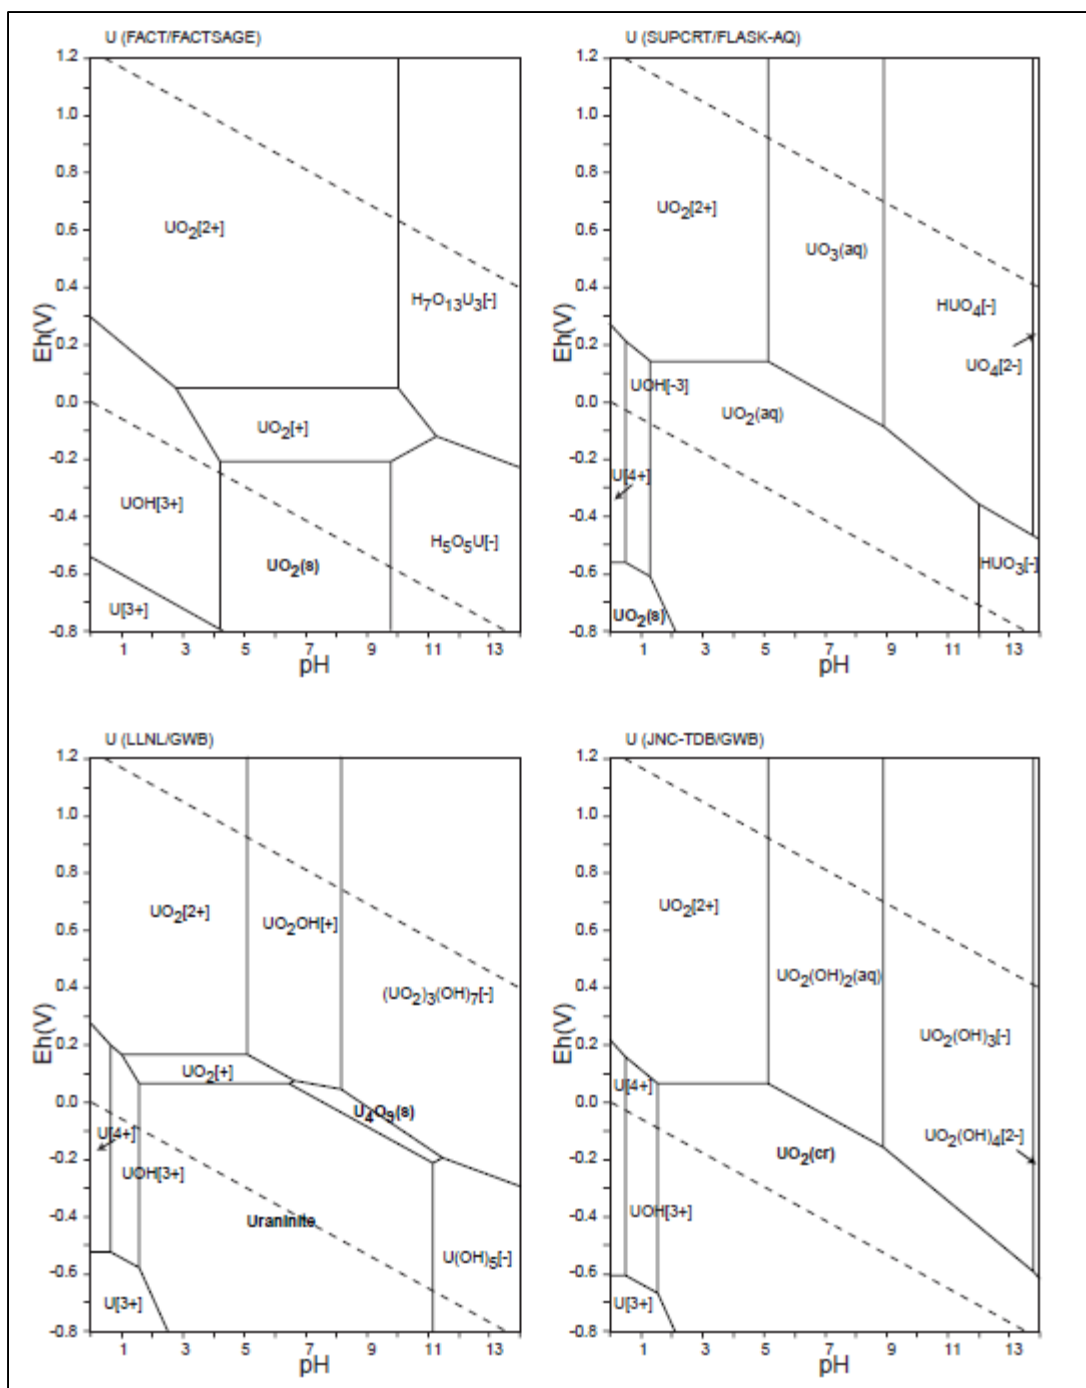 U (FACT/FACTSAGE)
1.2
1.0
0.8
0.6
0.4
0.2
0.0
-0.2
-0.4
-0.6
-0.8
Eh(V)
UO2[2+]
H7O13U3[-]
UO2[+]
UOH[3+]
H5O5U[-]
UO2(s)
U[3+]
1 3 5 7 9 11 13
pH
U (SUPCRT/FLASK-AQ)
1.2
1.0
0.8
0.6
0.4
0.2
0.0
-0.2
-0.4
-0.6
-0.8
Eh(V)
UO2[2+]
UO3(aq)
HUO4[-]
UO4[2-]
UOH[-3]
UO2(aq)
U[4+]
HUO3[-]
UO2(s)
1 3 5 7 9 11 13
pH
U (LLNL/GWB)
1.2
1.0
0.8
0.6
0.4
0.2
0.0
-0.2
-0.4
-0.6
-0.8
Eh(V)
UO2[2+]
UO2OH[+]
(UO2)3(OH)7[-]
UO2[+]
U4O9(s)
U[4+]
UOH[3+]
Uraninite
U(OH)5[-]
U[3+]
1 3 5 7 9 11 13
pH
U (JNC-TDB/GWB)
1.2
1.0
0.8
0.6
0.4
0.2
0.0
-0.2
-0.4
-0.6
-0.8
Eh(V)
UO2[2+]
UO2(OH)2(aq)
UO2(OH)3[-]
U[4+]
UO2(OH)4[2-]
UO2(cr)
UOH[3+]
U[3+]
1 3 5 7 9 11 13
pH